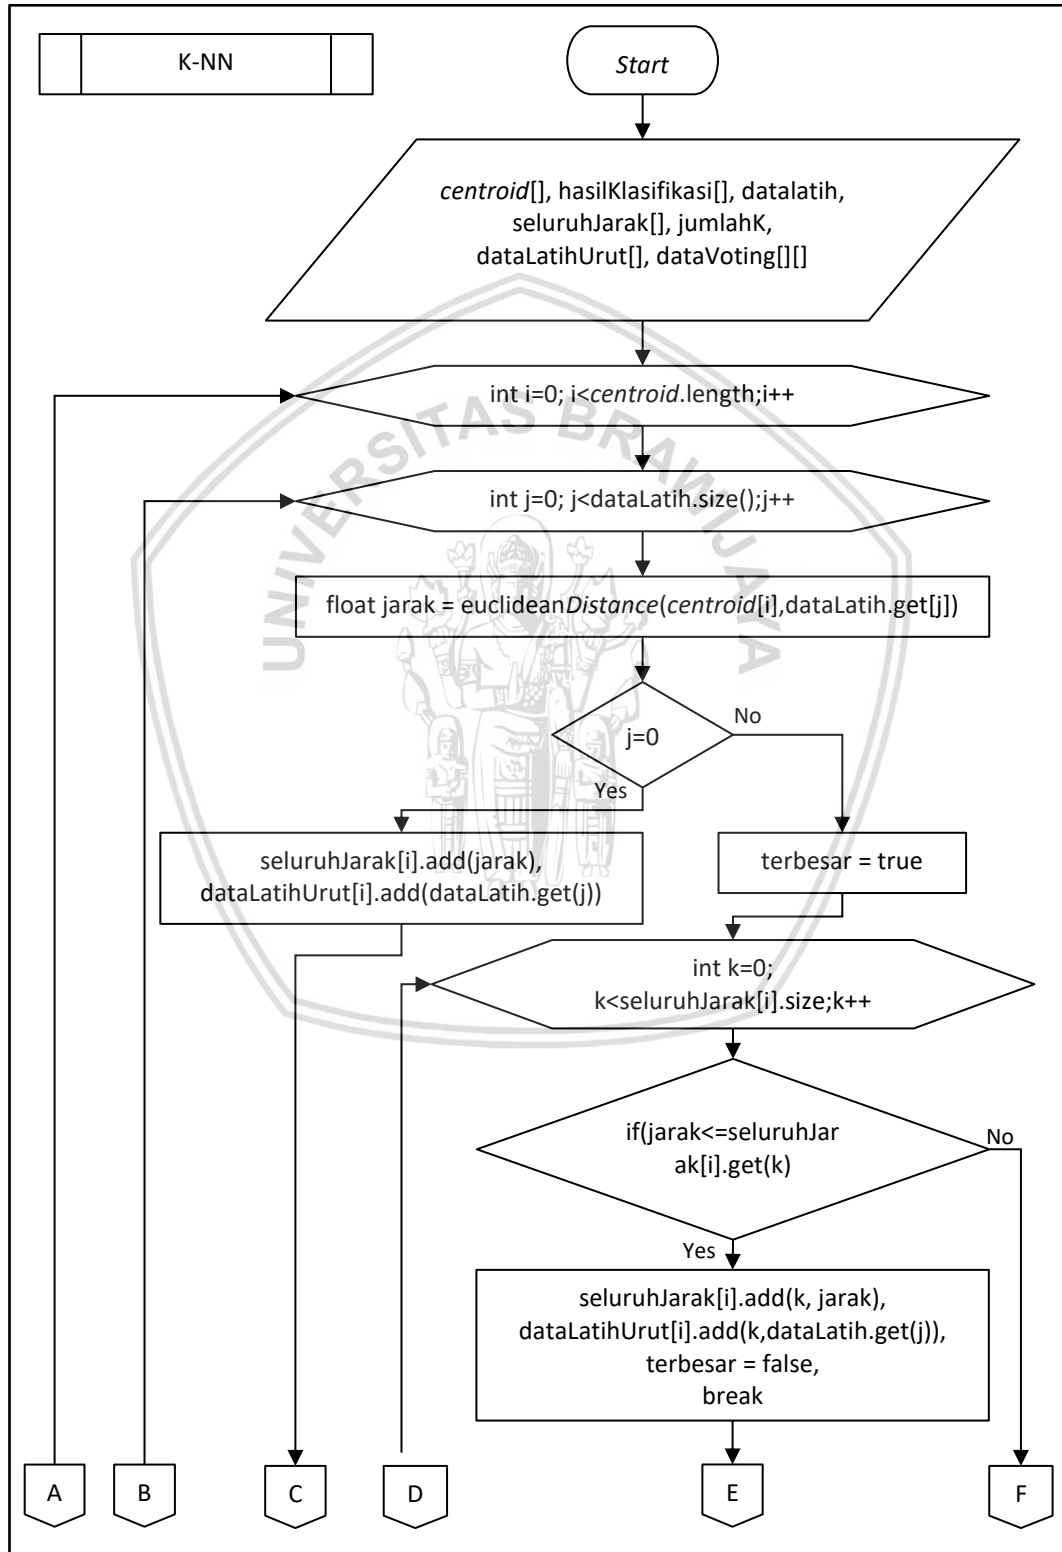 K-NN
Start
centroid[], hasilKlasifikasi[], datalatih,
seluruhJarak[], jumlahK,
dataLatihUrut[], dataVoting[][]
int i=0; i<centroid.length;i++
UNIVERSITAS BRAWIJAYA
int j=0; j<dataLatih.size();j++
float jarak = euclideanDistance(centroid[i],dataLatih.get[j])
j=0
No
Yes
seluruhJarak[i].add(jarak),
dataLatihUrut[i].add(dataLatih.get(j))
terbesar = true
int k=0;
k<seluruhJarak[i].size;k++
if(jarak<=seluruhJar
ak[i].get(k)
No
Yes
seluruhJarak[i].add(k, jarak),
dataLatihUrut[i].add(k,dataLatih.get(j)),
terbesar = false,
break
A
B
C
D
E
F